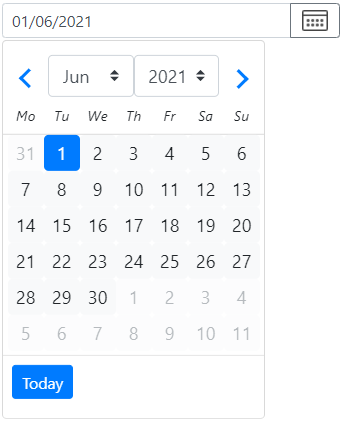 01/06/2021
Jun 2021
Mo Tu We Th Fr Sa Su
31 1 2 3 4 5 6
7 8 9 10 11 12 13
14 15 16 17 18 19 20
21 22 23 24 25 26 27
28 29 30 1 2 3 4
5 6 7 8 9 10 11
Today